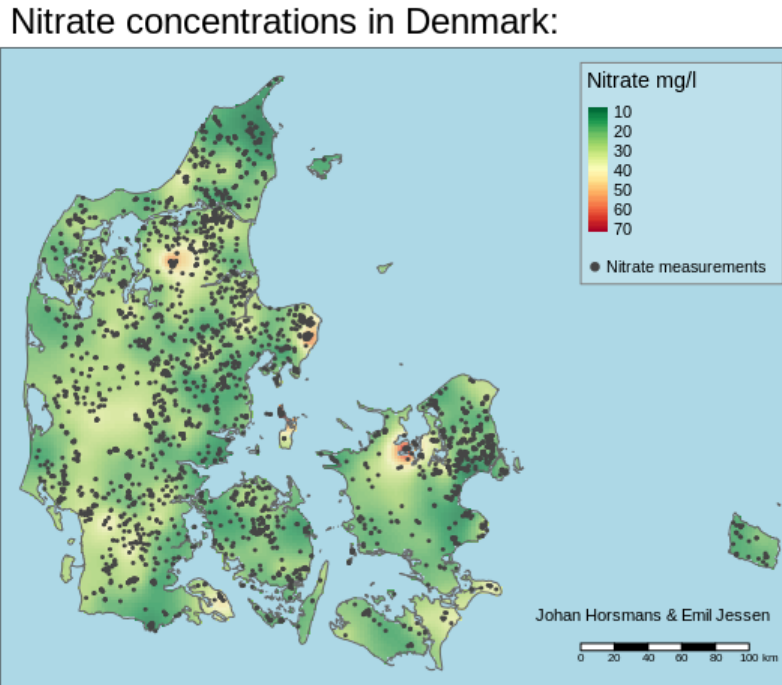 Nitrate concentrations in Denmark:
Nitrate mg/l
10
20
30
40
50
60
70
Nitrate measurements
Johan Horsmans & Emil Jessen
0 20 40 60 80 100 km